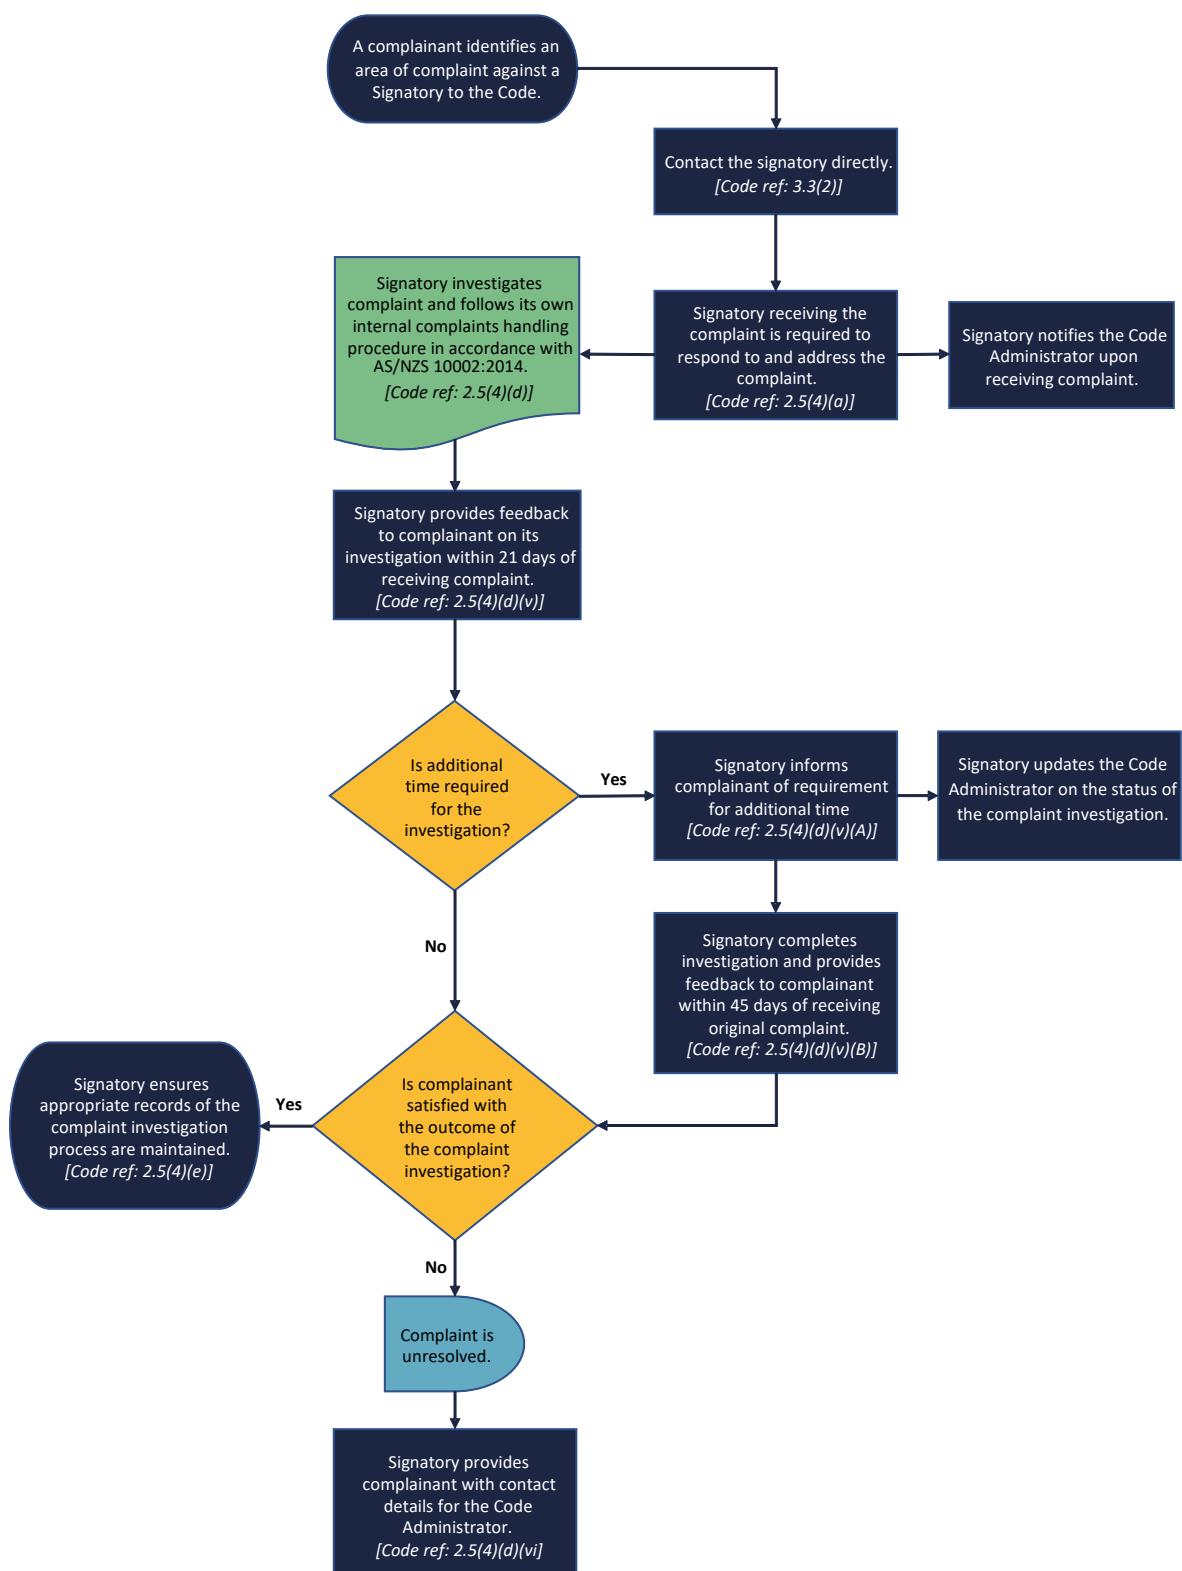 A complainant identifies an
area of complaint against a
Signatory to the Code.
Contact the signatory directly.
[Code ref: 3.3(2)]
Signatory investigates
complaint and follows its own
internal complaints handling
procedure in accordance with
AS/NZS 10002:2014.
[Code ref: 2.5(4)(d)]
Signatory receiving the
complaint is required to
respond to and address the
complaint.
[Code ref: 2.5(4)(a)]
Signatory notifies the Code
Administrator upon
receiving complaint.
Signatory provides feedback
to complainant on its
investigation within 21 days of
receiving complaint.
[Code ref: 2.5(4)(d)(v)]
Is additional
time required
for the
investigation?
Yes
Signatory informs
complainant of requirement
for additional time
[Code ref: 2.5(4)(d)(v)(A)]
Signatory updates the Code
Administrator on the status of
the complaint investigation.
No
Signatory completes
investigation and provides
feedback to complainant
within 45 days of receiving
original complaint.
[Code ref: 2.5(4)(d)(v)(B)]
Signatory ensures
appropriate records of the
complaint investigation
process are maintained.
[Code ref: 2.5(4)(e)]
Yes
Is complainant
satisfied with
the outcome of
the complaint
investigation?
No
Complaint is
unresolved.
Signatory provides
complainant with contact
details for the Code
Administrator.
[Code ref: 2.5(4)(d)(vi]